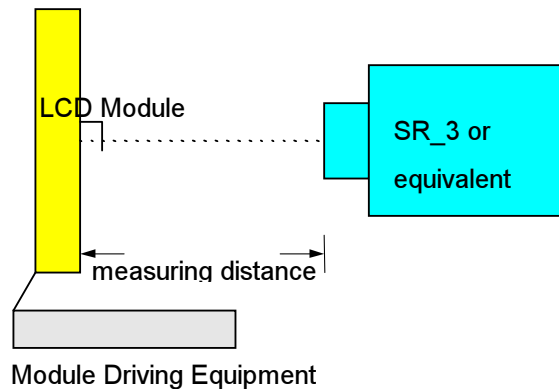 LCD Module
SR_3 or
equivalent
measuring distance
Module Driving Equipment